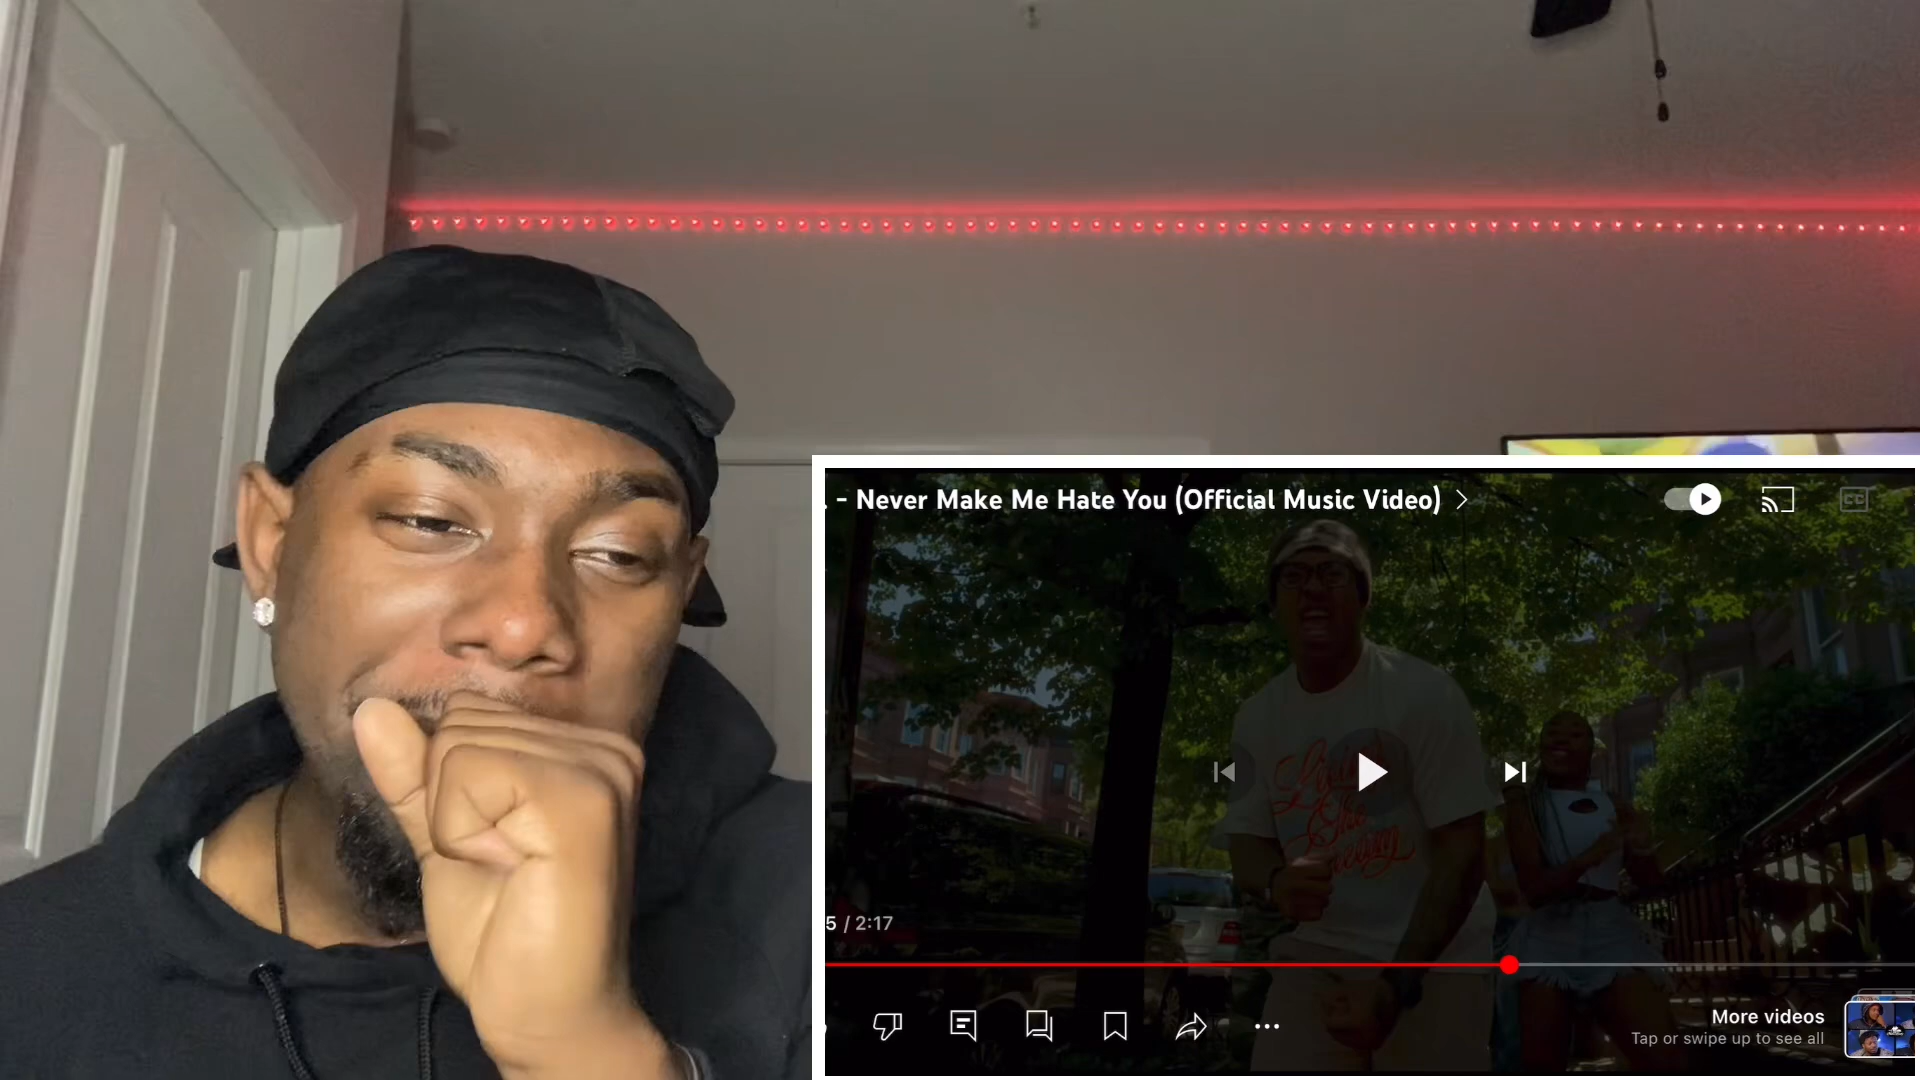 . - Never Make Me Hate You (Official Music Video)
CC
5 / 2:17
More videos
Tap or swipe up to see all